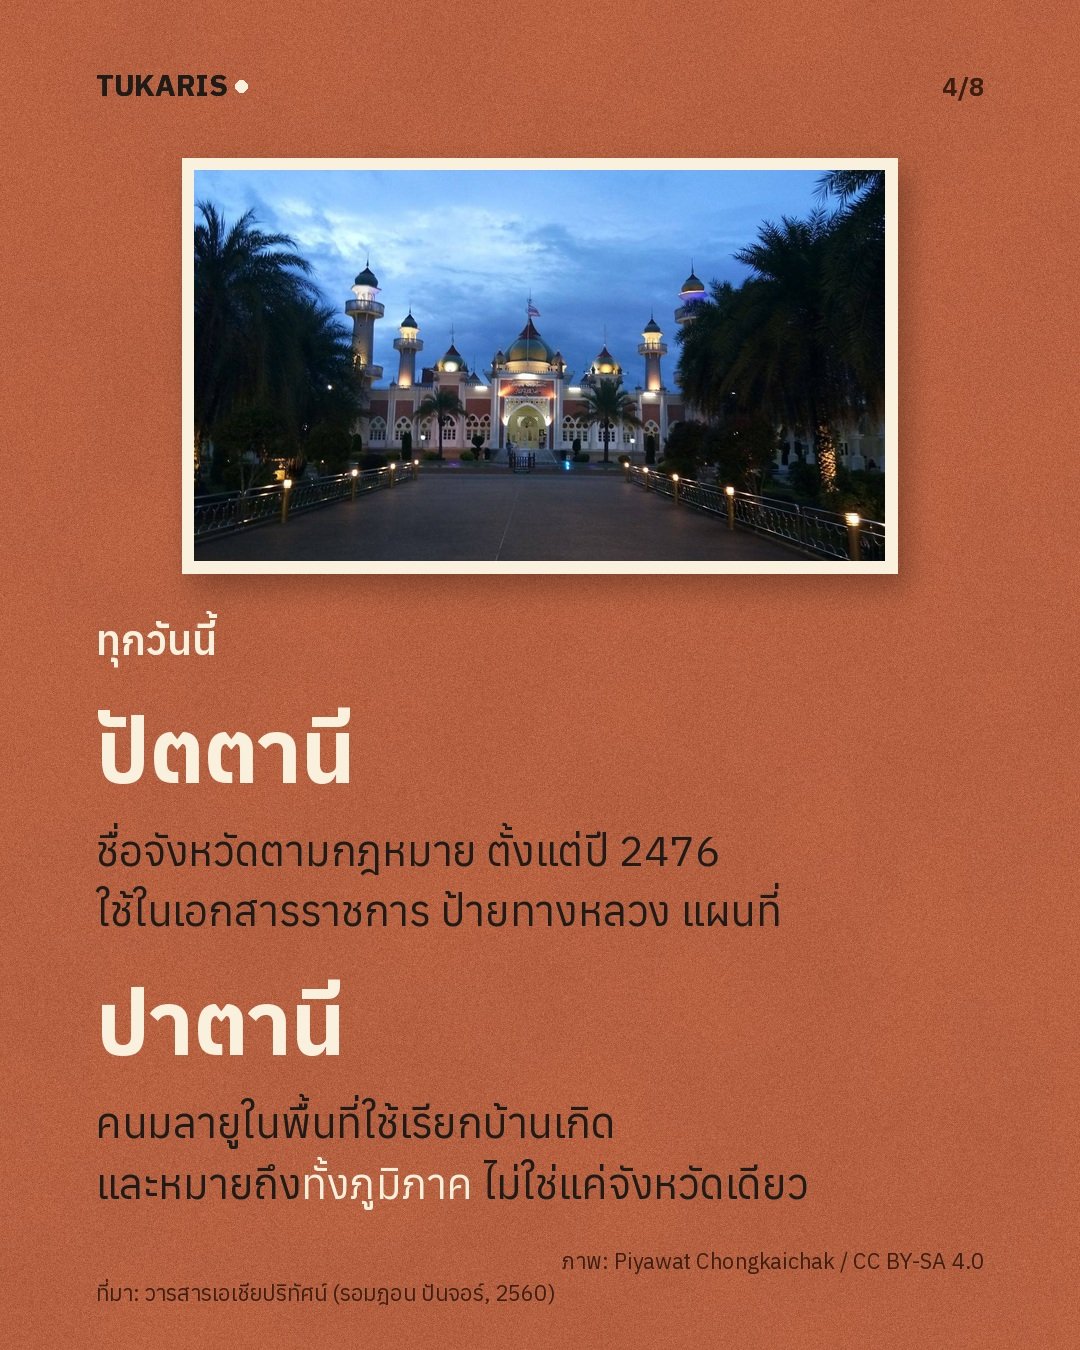 TUKARIS
4/8
ทุกวันนี้
ปัตตานี
ชื่อจังหวัดตามกฎหมาย ตั้งแต่ปี 2476
ใช้ในเอกสารราชการ ป้ายทางหลวง แผนที่
ปาตานี
คนมลายูในพื้นที่ใช้เรียกบ้านเกิด
และหมายถึงทั้งภูมิภาค ไม่ใช่แค่จังหวัดเดียว
ภาพ: Piyawat Chongkaichak / CC BY-SA 4.0
ที่มา: วารสารเอเชียปริทัศน์ (รอมฎอน ปันจอร์, 2560)